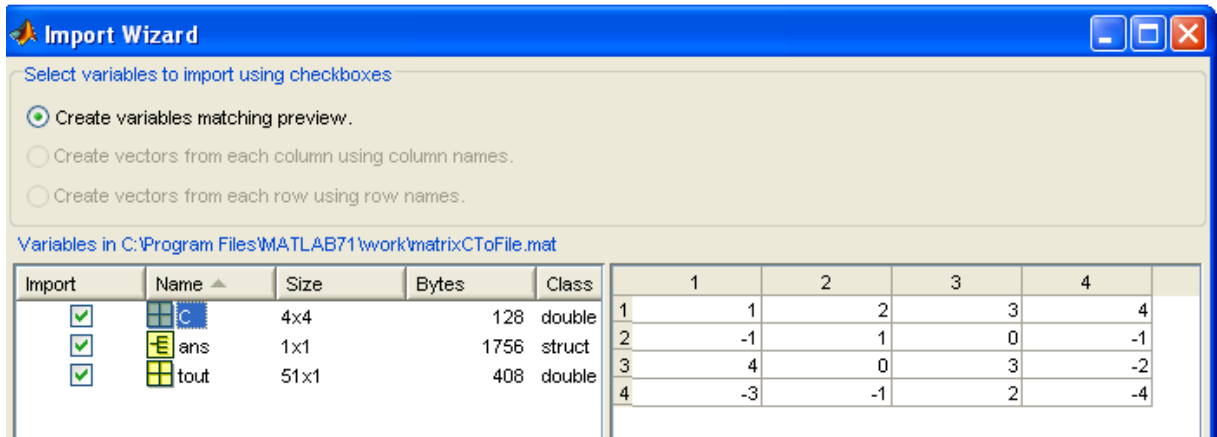 Import Wizard
Select variables to import using checkboxes
Create variables matching preview.
Create vectors from each column using column names.
Create vectors from each row using row names.
Variables in C:\Program Files\MATLAB71\work\matrixCToFile.mat
Import Name Size Bytes Class
C 4x4 128 double
ans 1x1 1756 struct
tout 51x1 408 double
1 2 3 4
1 1 2 3 4
2 -1 1 0 -1
3 4 0 3 -2
4 -3 -1 2 -4